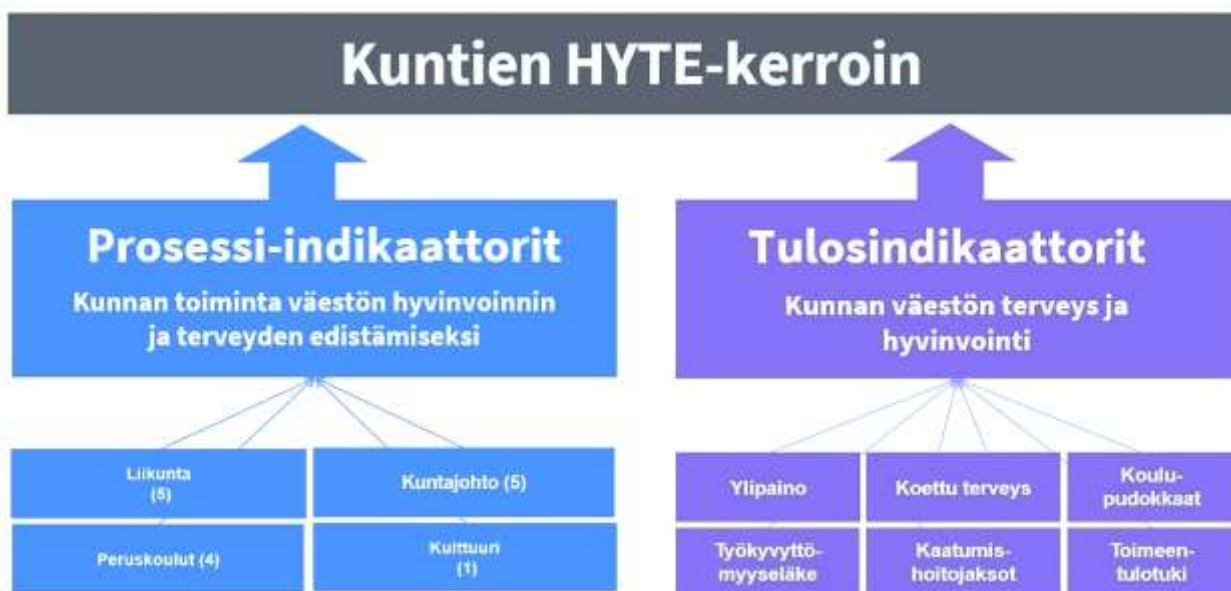 Kuntien HYTE-kerroin
Prosessi-indikaattorit
Kunnan toiminta väestön hyvinvoinnin
ja terveyden edistämiseksi
Tulosindikaattorit
Kunnan väestön terveys ja
hyvinvointi
Liikunta
(5)
Kuntajohto (5)
Peruskoulut (4)
Kulttuuri
(1)
Ylipaino
Koettu terveys
Koulu-
pudokkaat
Työkyvyttö-
myyseläke
Kaatumis-
hoitojaksot
Toimeen-
tulotuki